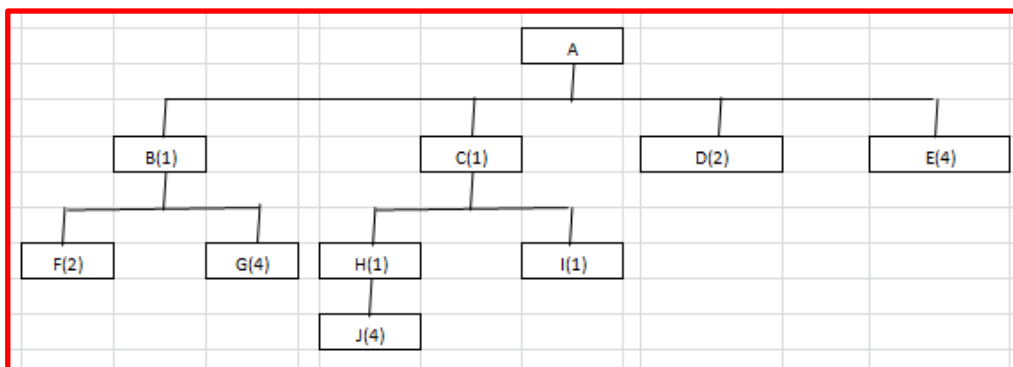 A
B(1) C(1) D(2) E(4)
F(2) G(4) H(1) I(1)
J(4)